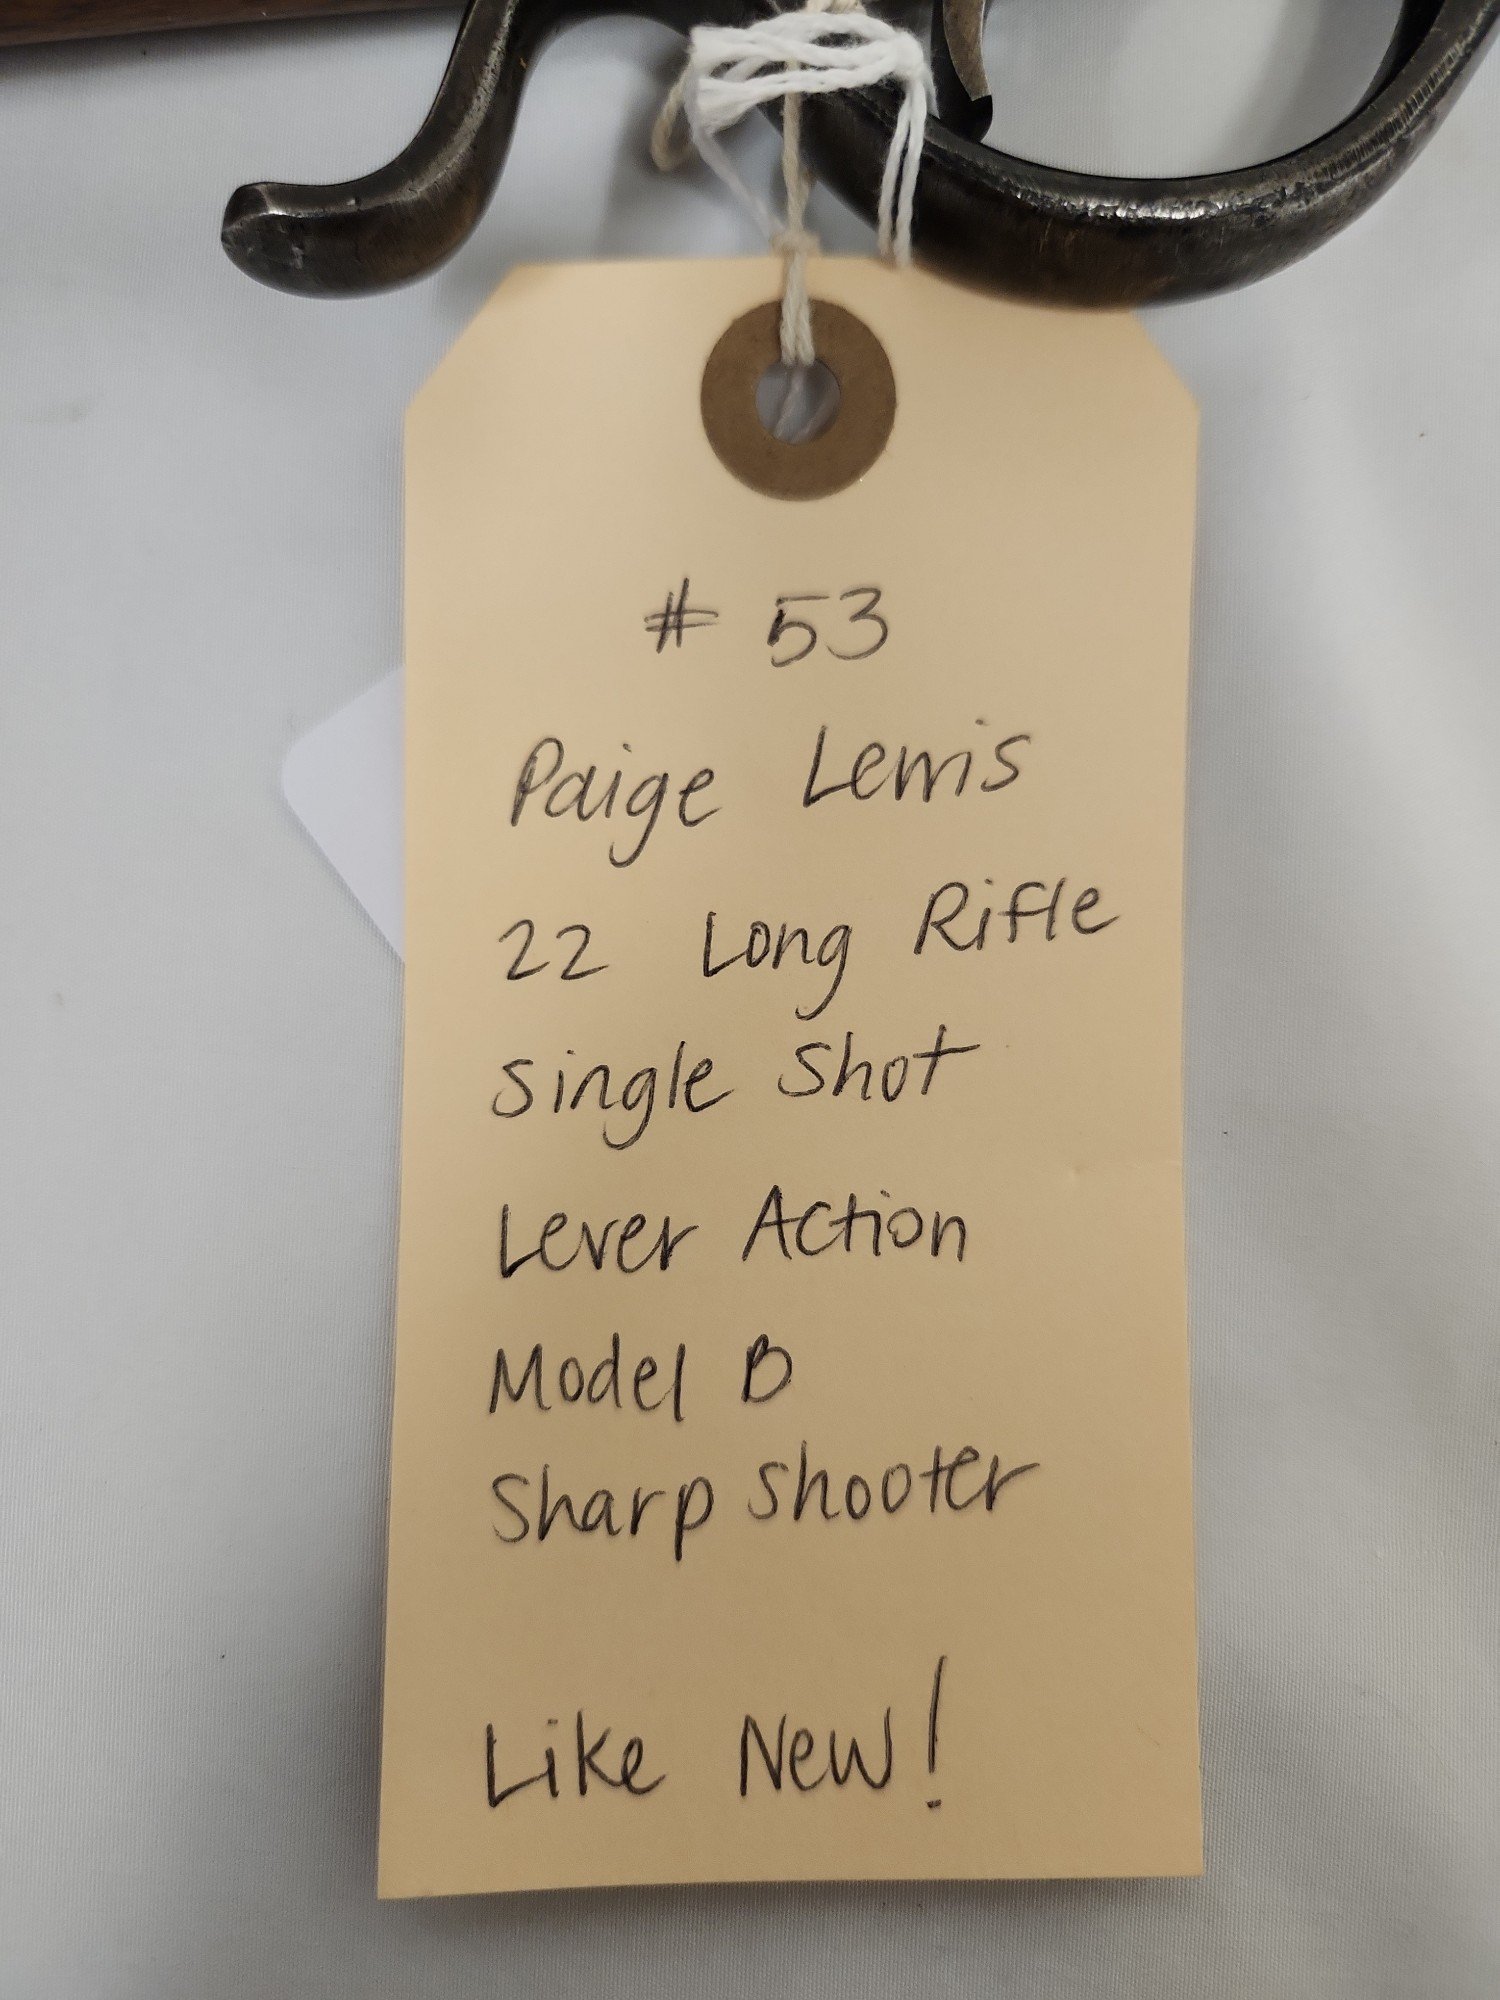 # 53
Paige Lewis
22 Long Rifle
Single Shot
Lever Action
Model B
Sharp Shooter
Like New!